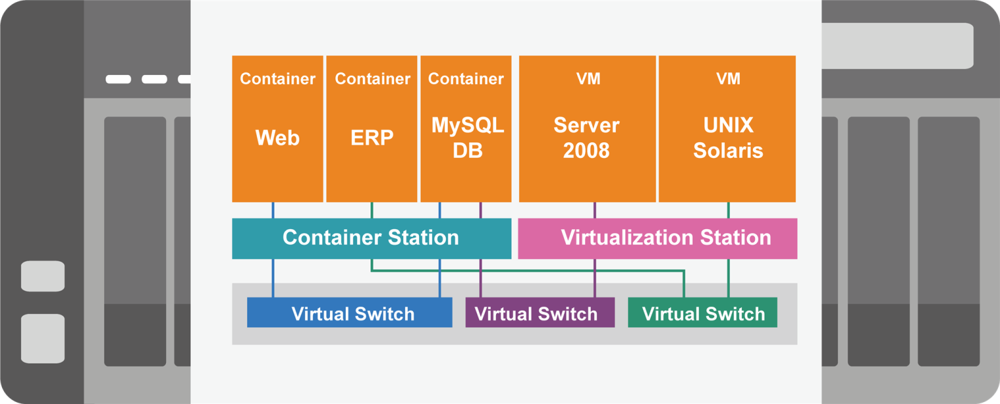 Container
Web
Container
ERP
Container
MySQL
DB
VM
Server
2008
VM
UNIX
Solaris
Container Station
Virtualization Station
Virtual Switch
Virtual Switch
Virtual Switch